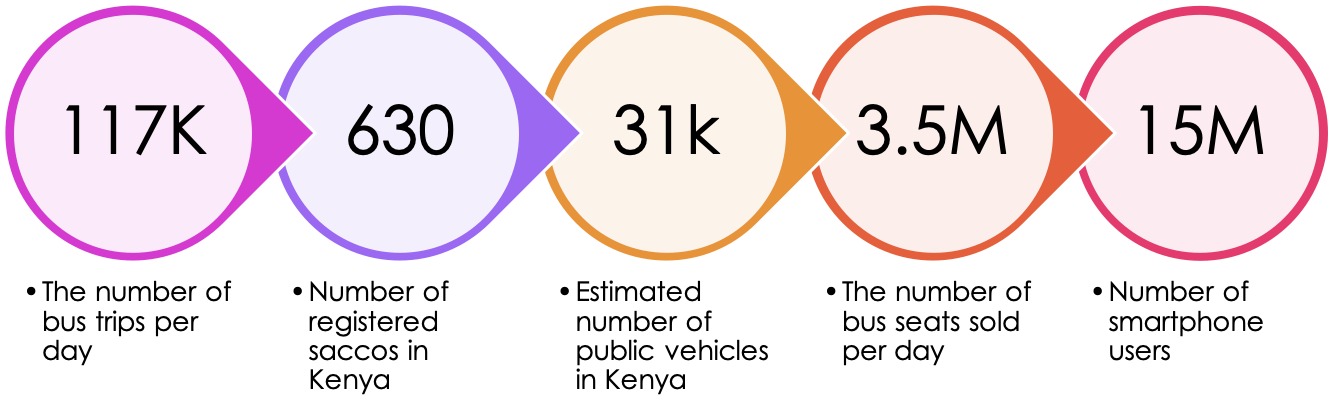 117K
630
31k
3.5M
15M
• The number of
bus trips per
day
• Number of
registered
saccos in
Kenya
• Estimated
number of
public vehicles
in Kenya
• The number of
bus seats sold
per day
• Number of
smartphone
users